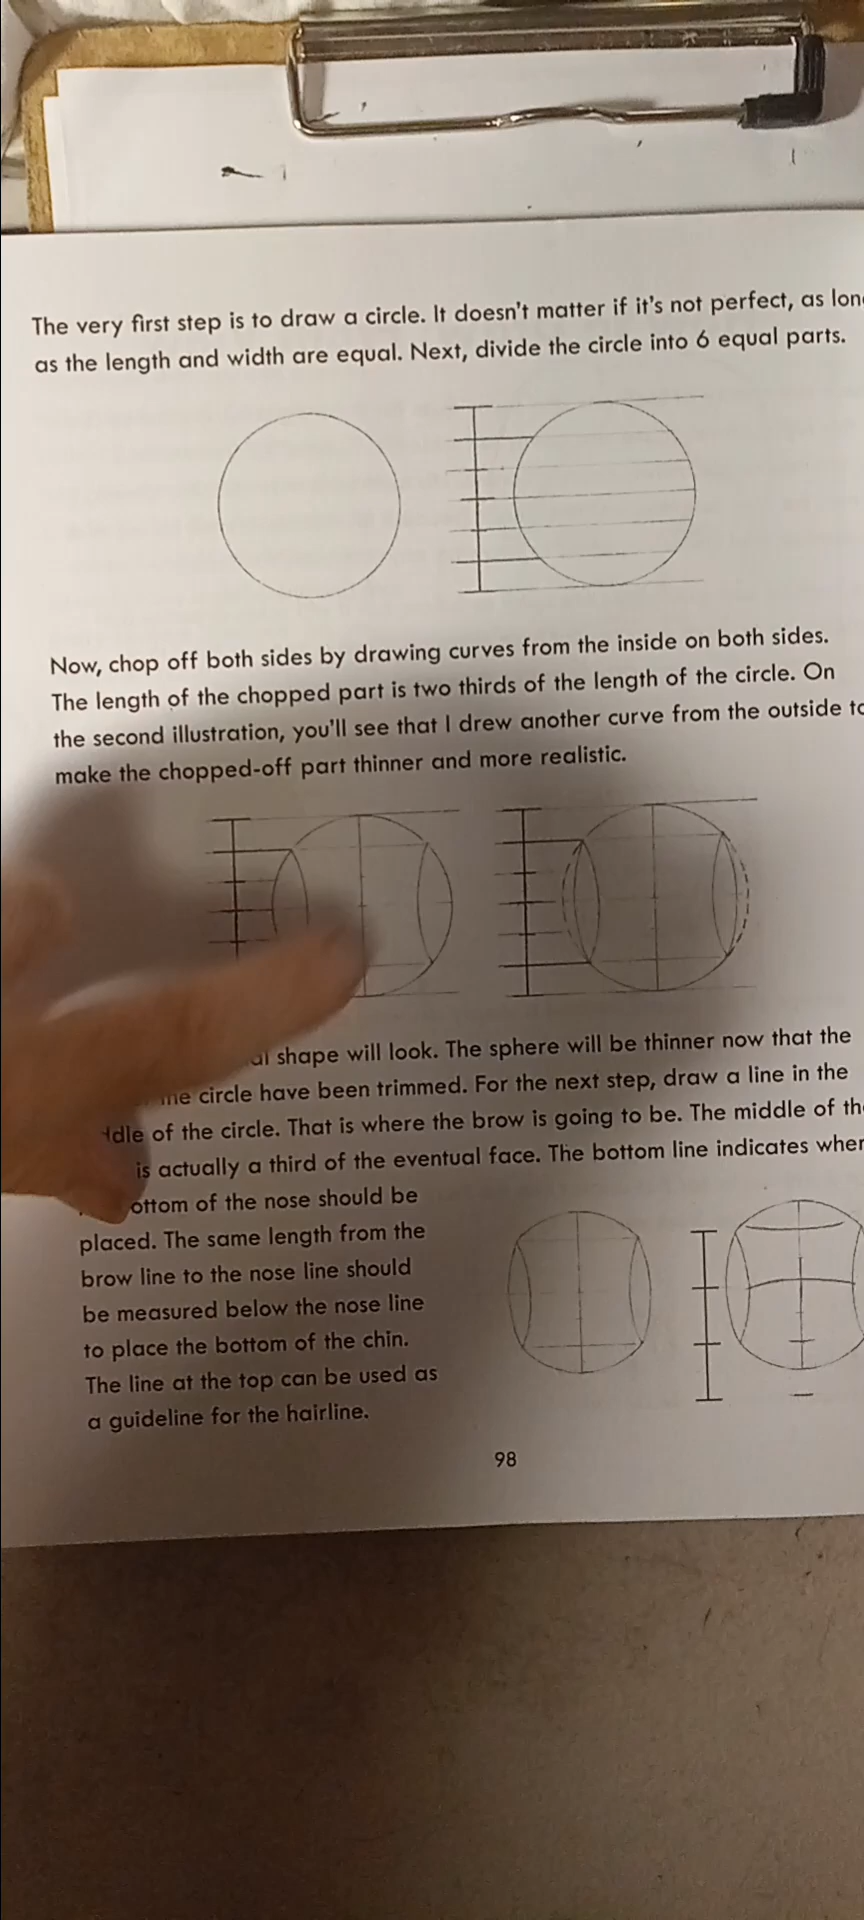 The very first step is to draw a circle. It doesn't matter if it's not perfect, as
as the length and width are equal. Next, divide the circle into 6 equal parts.
Now, chop off both sides by drawing curves from the inside on both sides.
The length of the chopped part is two thirds of the length of the circle. On
the second illustration, you'll see that I drew another curve from the outside
make the chopped-off part thinner and more realistic.
shape will look. The sphere will be thinner now that the
circle have been trimmed. For the next step, draw a line in the
of the circle. That is where the brow is going to be. The middle of
is actually a third of the eventual face. The bottom line indicates
of the nose should be
placed. The same length from the
brow line to the nose line should
be measured below the nose line
to place the bottom of the chin.
The line at the top can be used as
a guideline for the hairline.
98